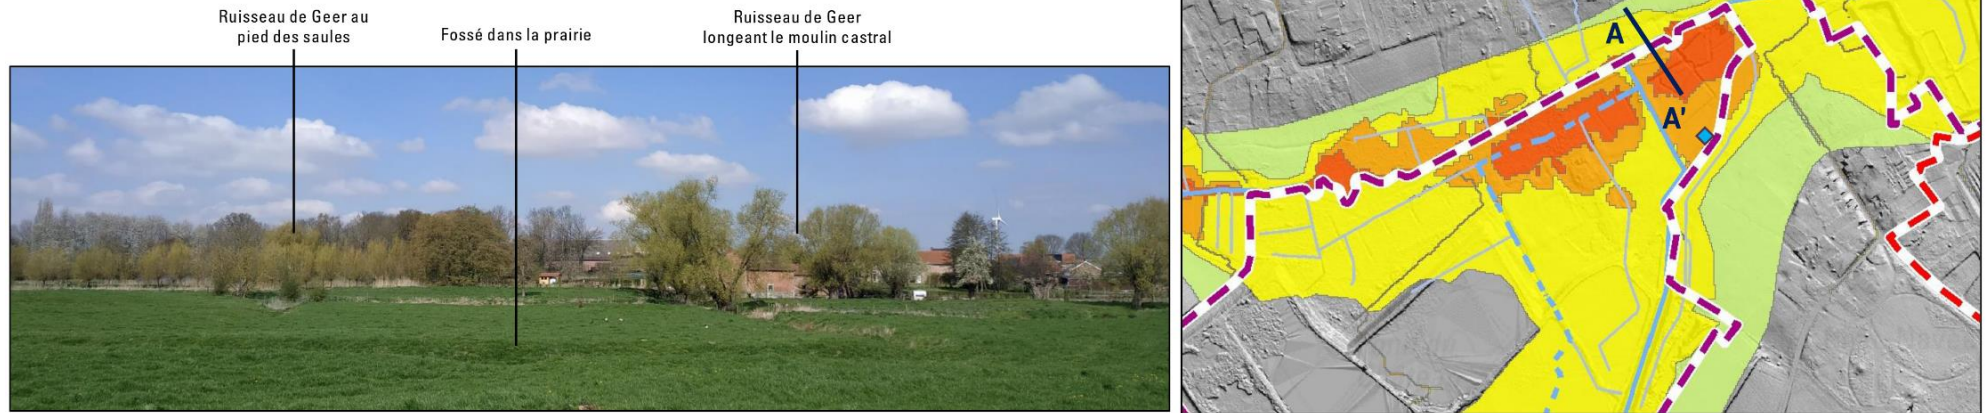 Ruisseau de Geer au
pied des saules
Fossé dans la prairie
Ruisseau de Geer
longeant le moulin castral
A
A'